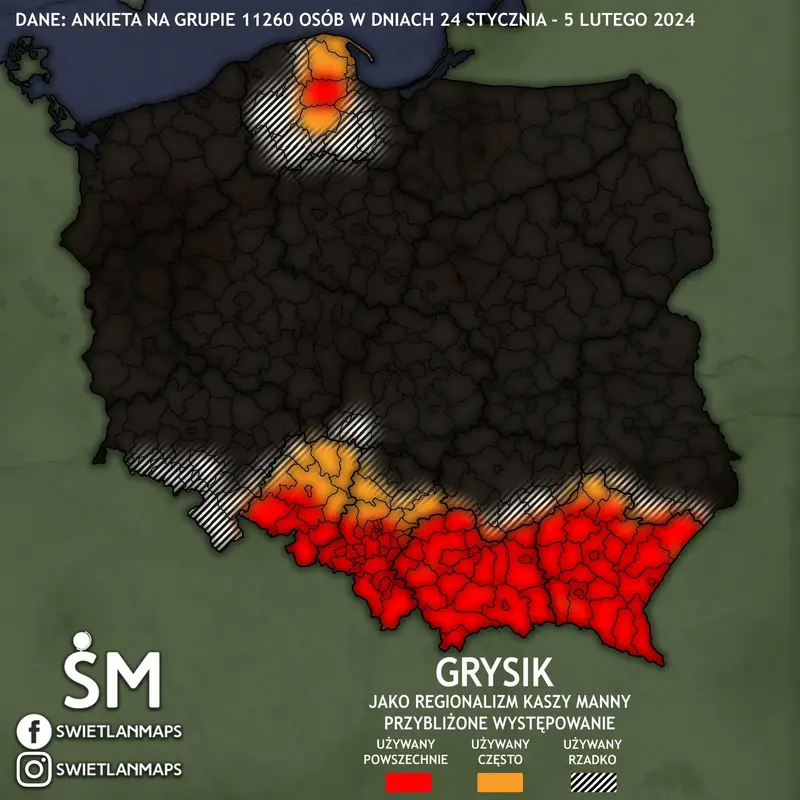 DANE: ANKIETA NA GRUPIE 11260 OSÓB W DNIACH 24 STYCZNIA - 5 LUTEGO 2024
ŚM
SWIETLANMAPS
SWIETLANMAPS
GRYSIK
JAKO REGIONALIZM KASZY MANNY
PRZYBLIŻONE WYSTĘPOWANIE
UŻYWANY
POWSZECHNIE
UŻYWANY
CZĘSTO
UŻYWANY
RZADKO